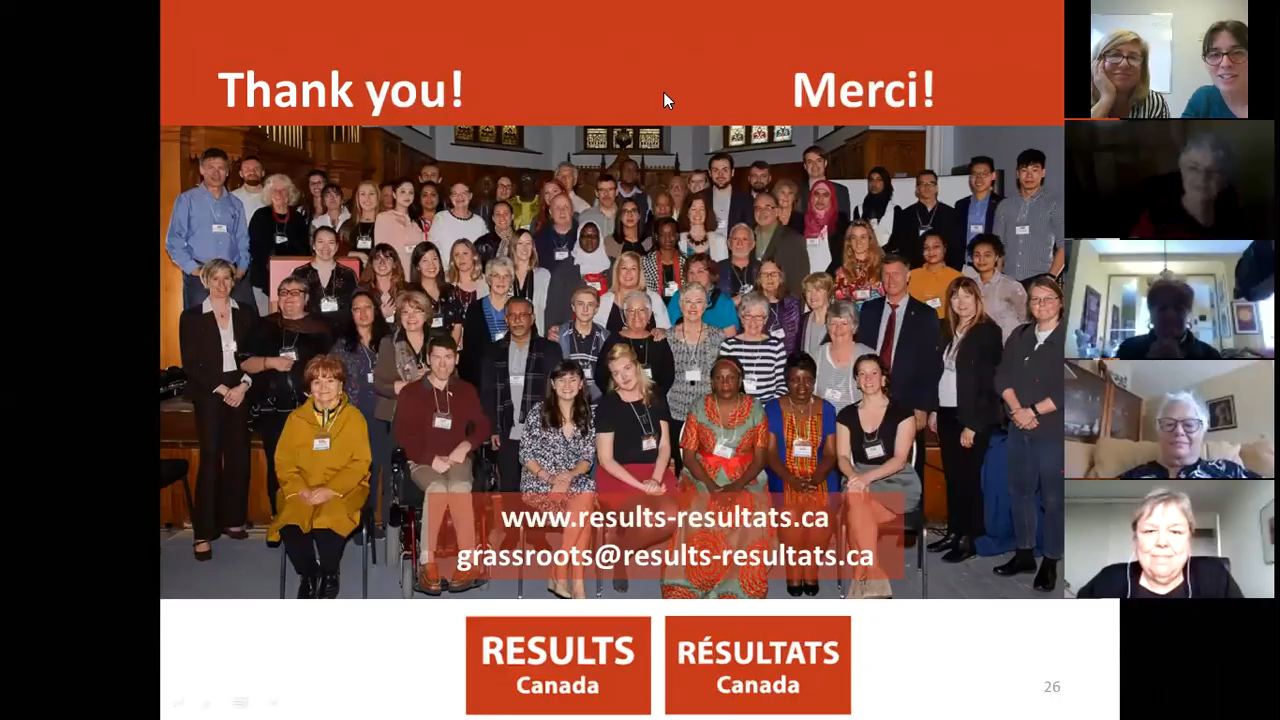 Thank you!
Merci!
www.results-resultats.ca
grassroots@results-resultats.ca
RESULTS
Canada
RÉSULTATS
Canada
26